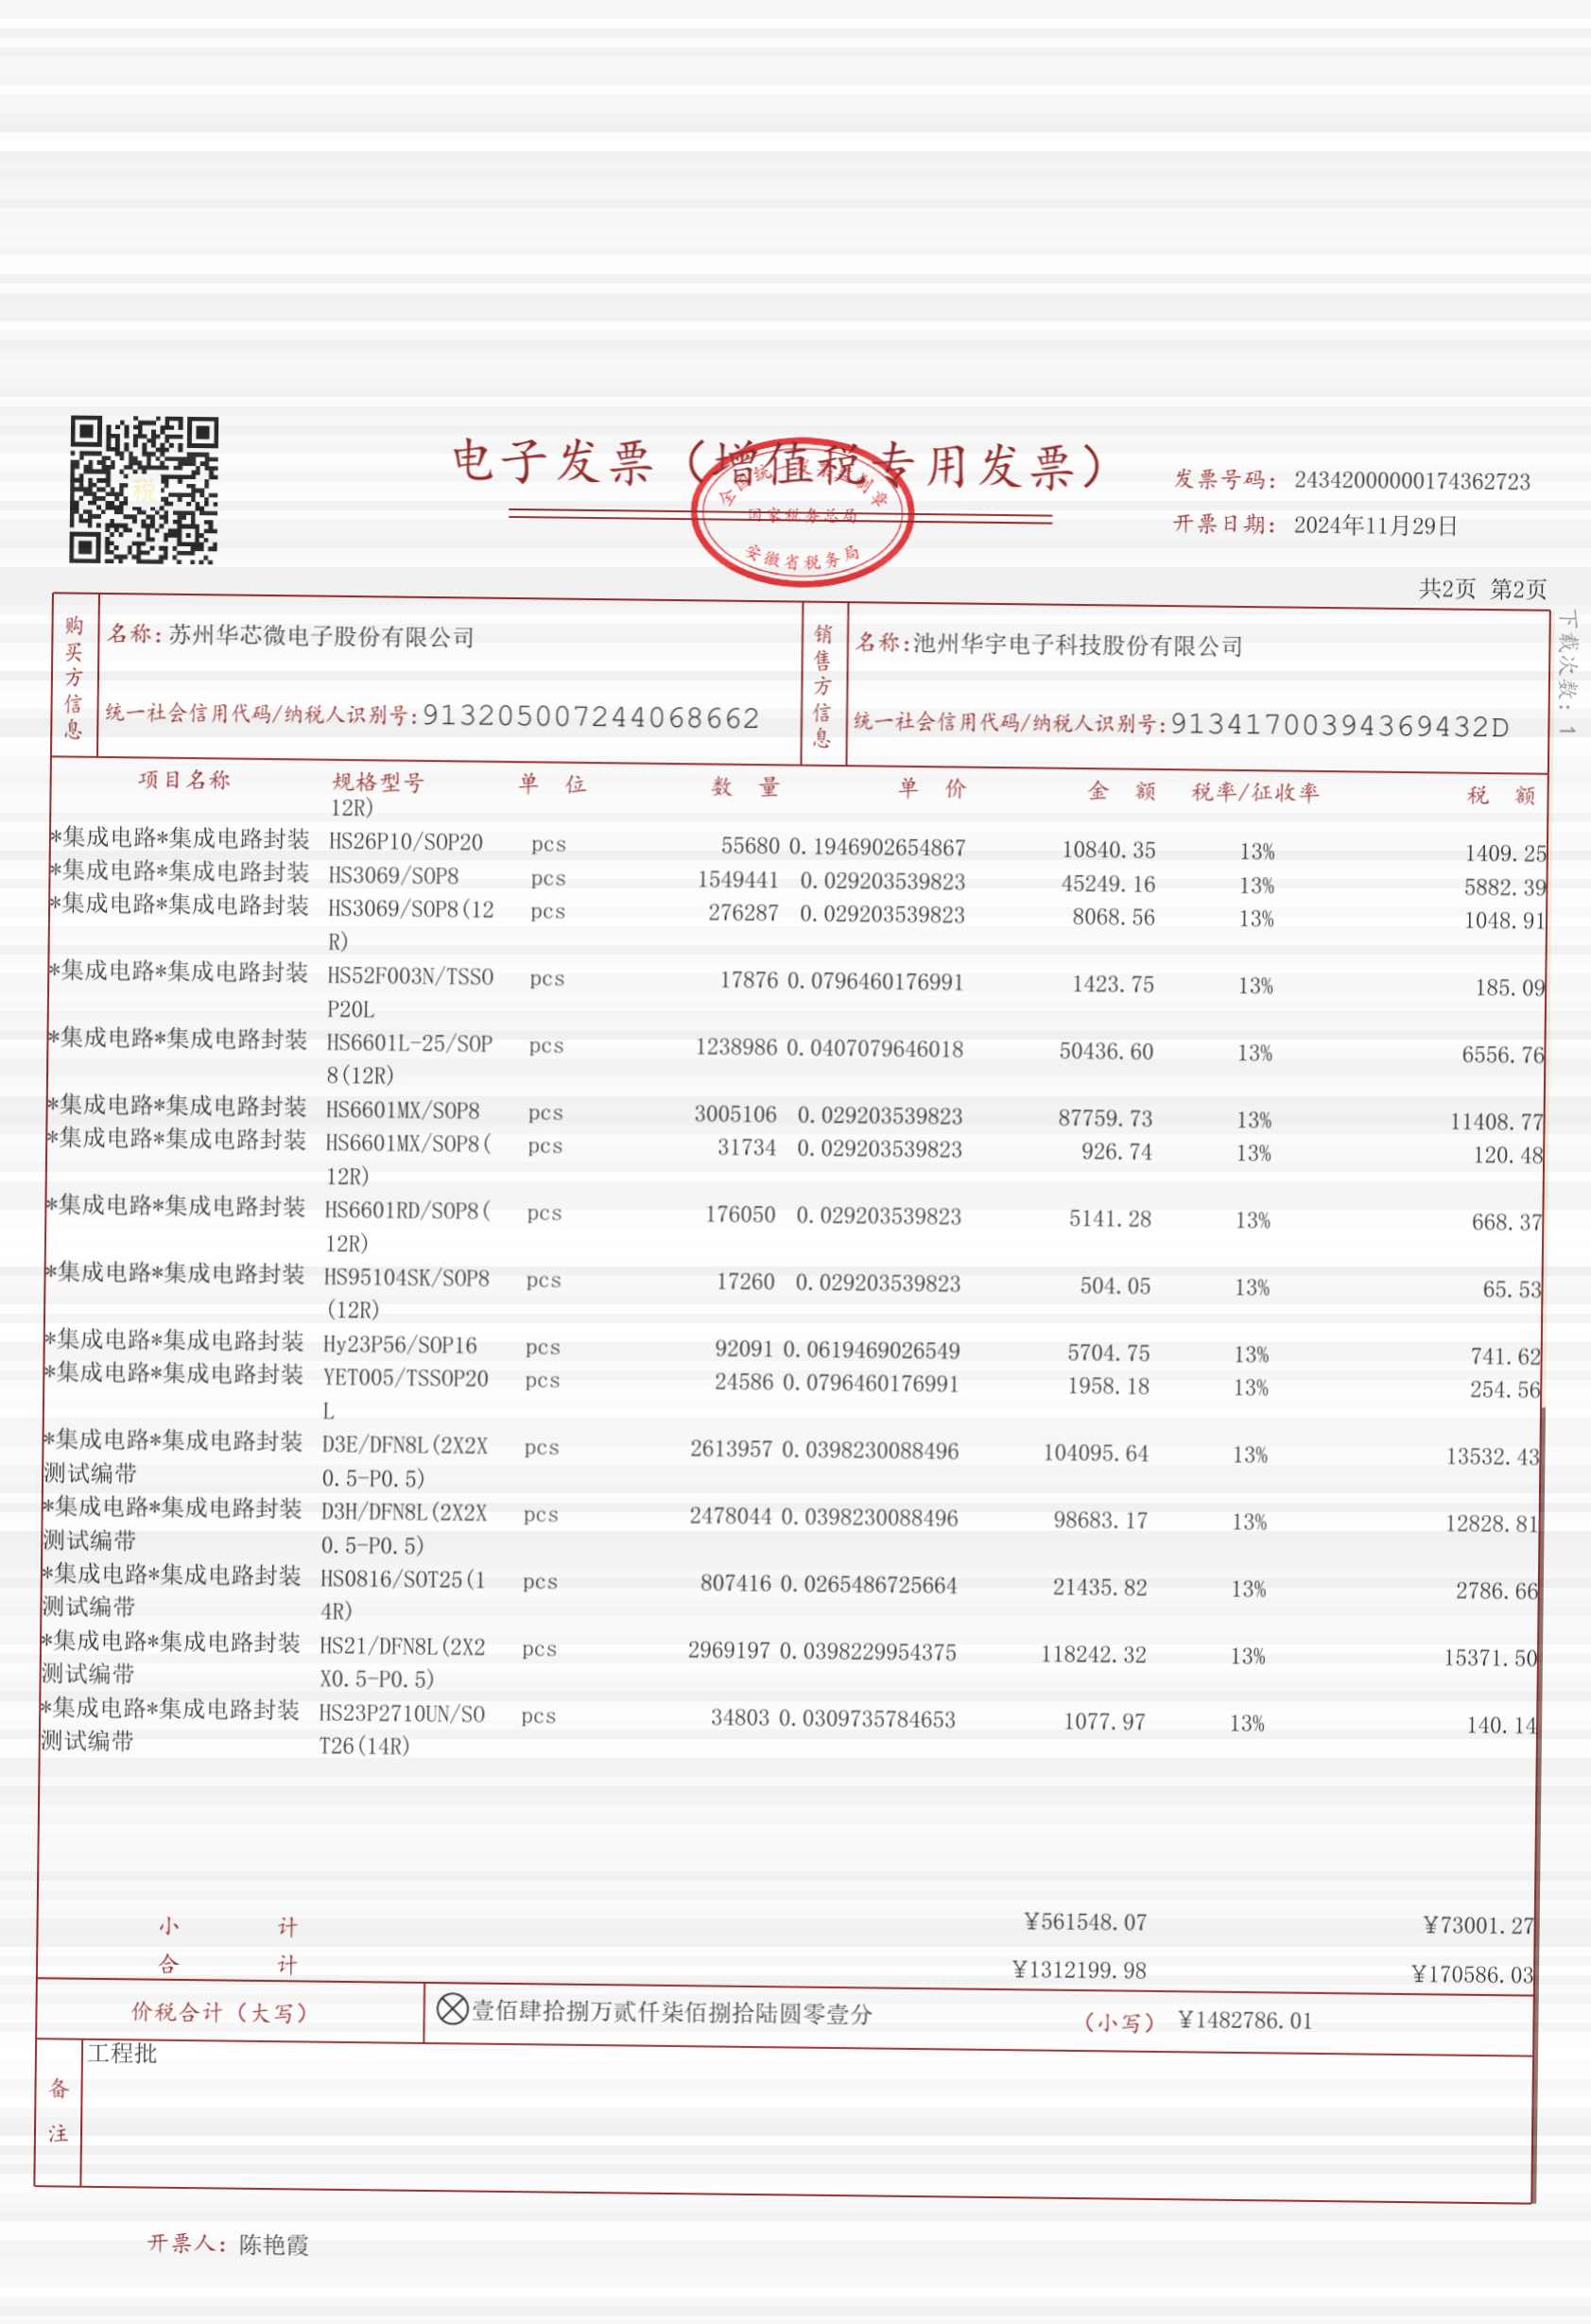 电子发票（增值税专用发票）
全国统一发票监制章
国家税务总局
安徽省税务局
税
发票号码：24342000000174362723
开票日期：2024年11月29日
共2页 第2页
下载次数：1
购买方信息
名称：苏州华芯微电子股份有限公司
统一社会信用代码/纳税人识别号：913205007244068662
销售方信息
名称：池州华宇电子科技股份有限公司
统一社会信用代码/纳税人识别号：91341700394369432D
项目名称 规格型号 单 位 数 量 单 价 金 额 税率/征收率 税 额
12R)
*集成电路*集成电路封装 HS26P10/SOP20 pcs 55680 0.1946902654867 10840.35 13% 1409.25
*集成电路*集成电路封装 HS3069/SOP8 pcs 1549441 0.029203539823 45249.16 13% 5882.39
*集成电路*集成电路封装 HS3069/SOP8(12 pcs 276287 0.029203539823 8068.56 13% 1048.91
R)
*集成电路*集成电路封装 HS52F003N/TSSO pcs 17876 0.0796460176991 1423.75 13% 185.09
P20L
*集成电路*集成电路封装 HS6601L-25/SOP pcs 1238986 0.0407079646018 50436.60 13% 6556.76
8(12R)
*集成电路*集成电路封装 HS6601MX/SOP8 pcs 3005106 0.029203539823 87759.73 13% 11408.77
*集成电路*集成电路封装 HS6601MX/SOP8( pcs 31734 0.029203539823 926.74 13% 120.48
12R)
*集成电路*集成电路封装 HS6601RD/SOP8( pcs 176050 0.029203539823 5141.28 13% 668.37
12R)
*集成电路*集成电路封装 HS95104SK/SOP8 pcs 17260 0.029203539823 504.05 13% 65.53
(12R)
*集成电路*集成电路封装 Hy23P56/SOP16 pcs 92091 0.0619469026549 5704.75 13% 741.62
*集成电路*集成电路封装 YET005/TSSOP20 pcs 24586 0.0796460176991 1958.18 13% 254.56
L
*集成电路*集成电路封装 D3E/DFN8L(2X2X pcs 2613957 0.0398230088496 104095.64 13% 13532.43
测试编带 0.5-P0.5)
*集成电路*集成电路封装 D3H/DFN8L(2X2X pcs 2478044 0.0398230088496 98683.17 13% 12828.81
测试编带 0.5-P0.5)
*集成电路*集成电路封装 HS0816/SOT25(1 pcs 807416 0.0265486725664 21435.82 13% 2786.66
测试编带 4R)
*集成电路*集成电路封装 HS21/DFN8L(2X2 pcs 2969197 0.0398229954375 118242.32 13% 15371.50
测试编带 X0.5-P0.5)
*集成电路*集成电路封装 HS23P2710UN/SO pcs 34803 0.0309735784653 1077.97 13% 140.14
测试编带 T26(14R)
小 计 ¥561548.07 ¥73001.27
合 计 ¥1312199.98 ¥170586.03
价税合计（大写） 壹佰肆拾捌万贰仟柒佰捌拾陆圆零壹分 （小写） ¥1482786.01
备注
工程批
开票人：陈艳霞